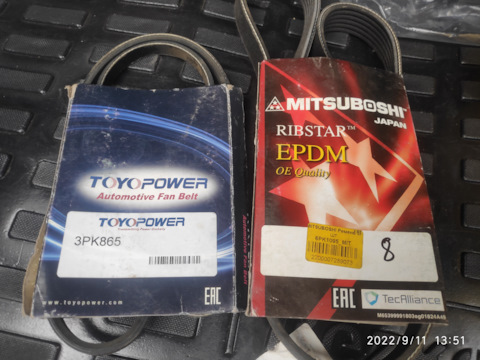 TOYOPOWER
Automotive Fan Belt
TOYOPOWER
3PK865
www.toyopower.com
EAC
MITSUBOSHI
JAPAN
RIBSTAR™
EPDM
OE Quality
8
EAC
TecAlliance
2022/9/11 13:51